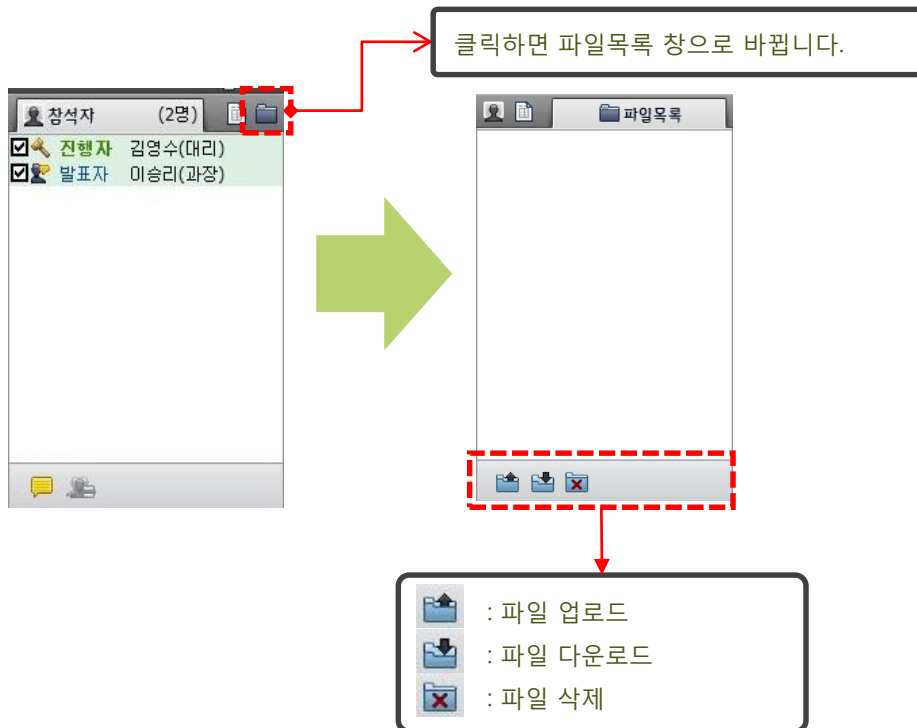 클릭하면 파일목록 창으로 바뀝니다.
참석자 (2명)
진행자 김영수(대리)
발표자 이승리(과장)
파일목록
: 파일 업로드
: 파일 다운로드
: 파일 삭제